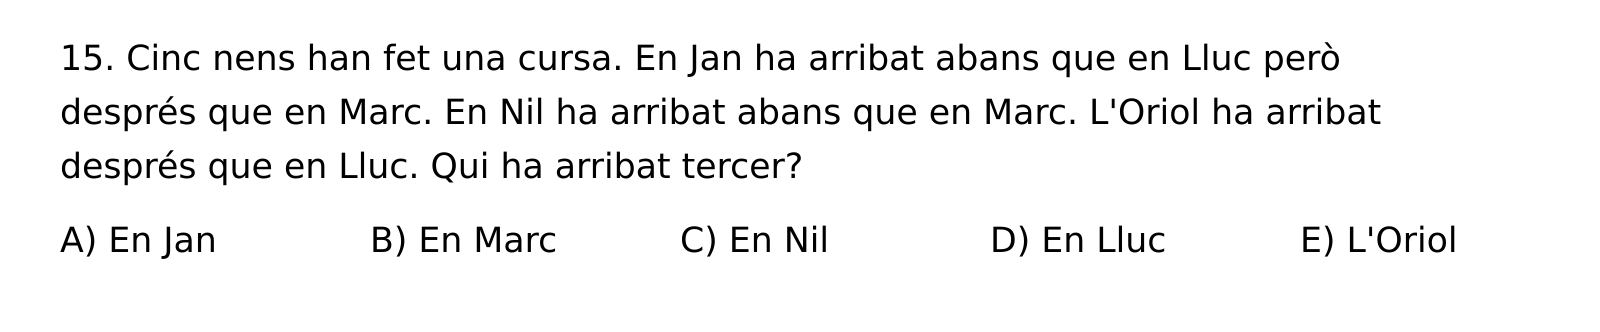 15. Cinc nens han fet una cursa. En Jan ha arribat abans que en Lluc però
després que en Marc. En Nil ha arribat abans que en Marc. L'Oriol ha arribat
després que en Lluc. Qui ha arribat tercer?
A) En Jan B) En Marc C) En Nil D) En Lluc E) L'Oriol